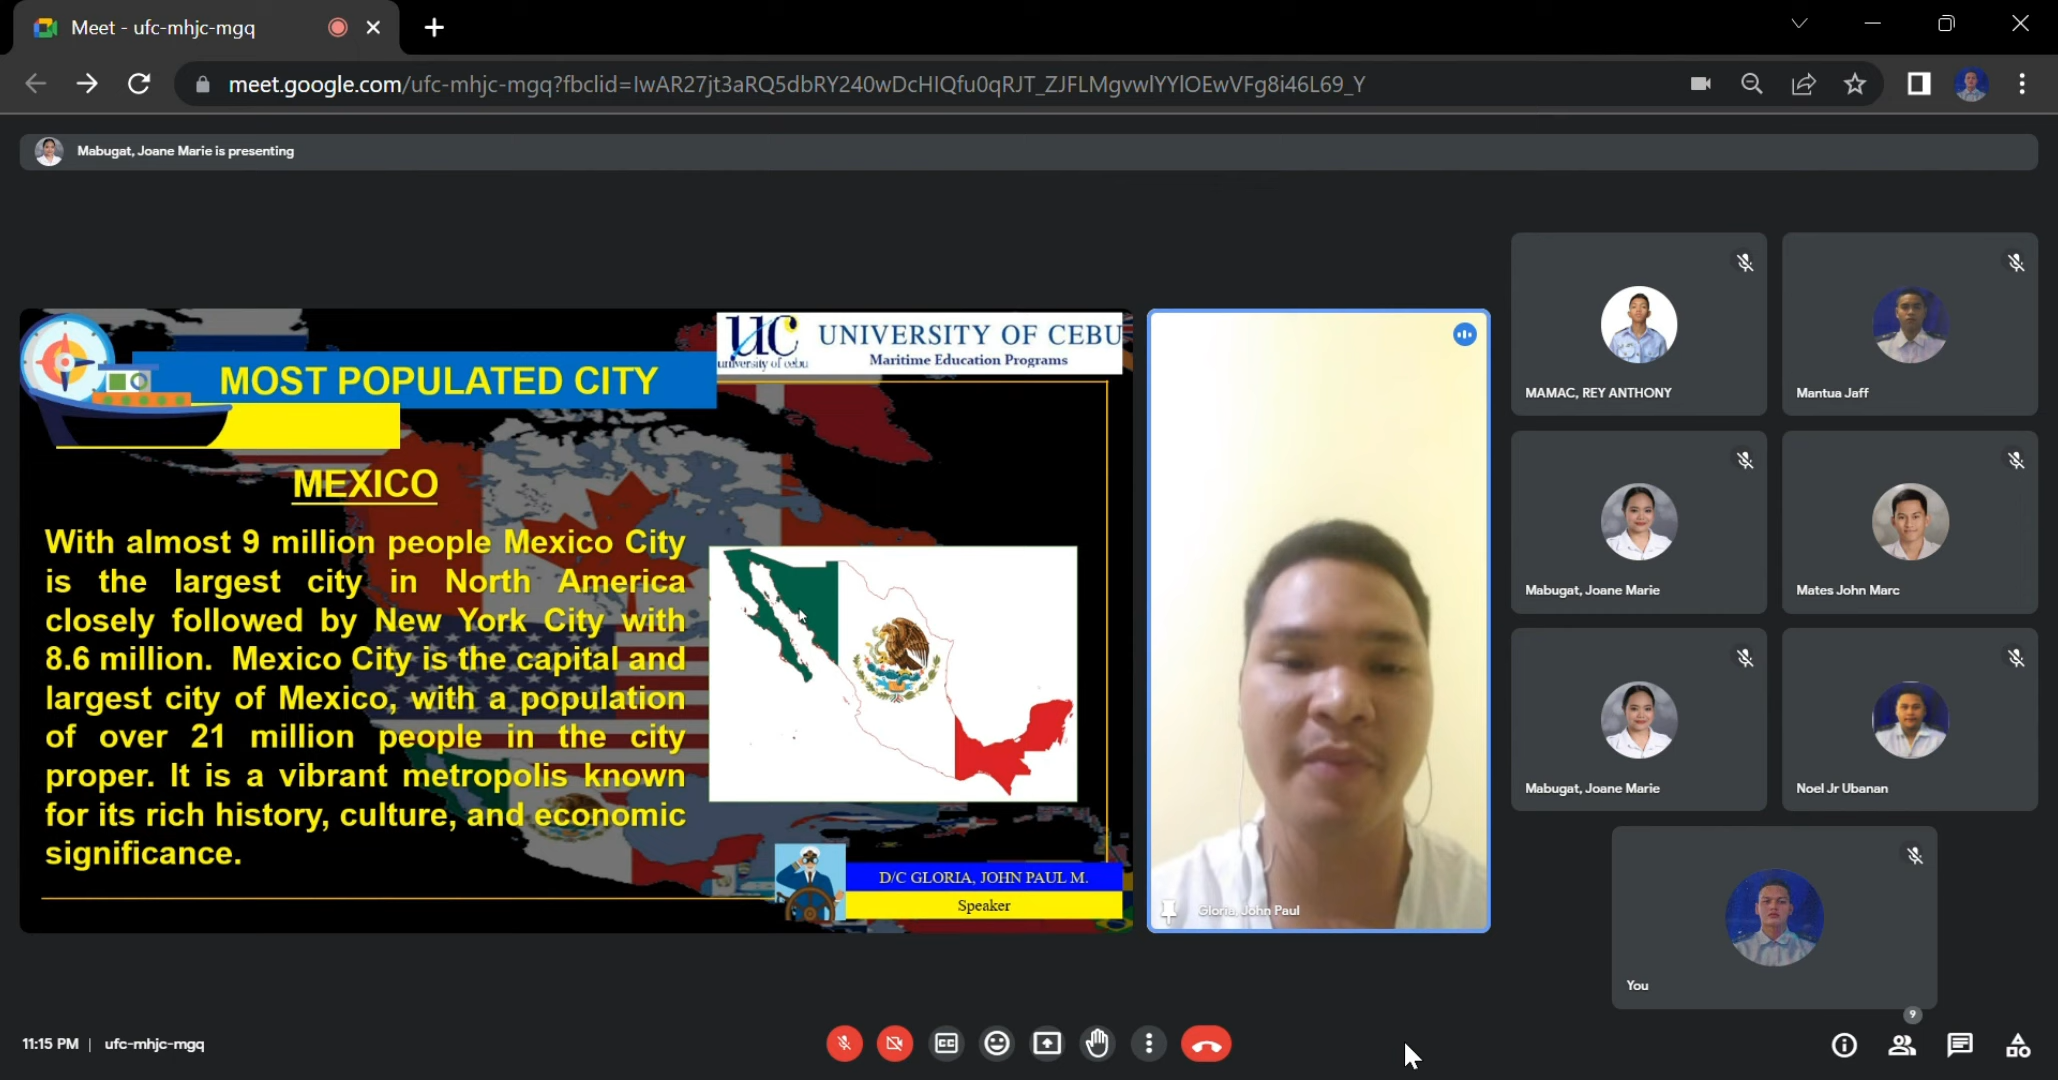 Meet - ufc-mhjc-mgq
meet.google.com/ufc-mhjc-mgq?fbclid=IwAR27jt3aRQ5dbRY240wDcHIQfu0qRJT_ZJFLMgvwlYYlOEwVFg8i46L69_Y
Mabugat, Joane Marie is presenting
UC
university of cebu
UNIVERSITY OF CEBU
Maritime Education Programs
MOST POPULATED CITY
MEXICO
With almost 9 million people Mexico City
is the largest city in North America
closely followed by New York City with
8.6 million. Mexico City is the capital and
largest city of Mexico, with a population
of over 21 million people in the city
proper. It is a vibrant metropolis known
for its rich history, culture, and economic
significance.
D/C GLORIA, JOHN PAUL M.
Speaker
Gloria, John Paul
MAMAC, REY ANTHONY
Mantua Jaff
Mabugat, Joane Marie
Mates John Marc
Mabugat, Joane Marie
Noel Jr Ubanan
You
9
11:15 PM | ufc-mhjc-mgq
CC